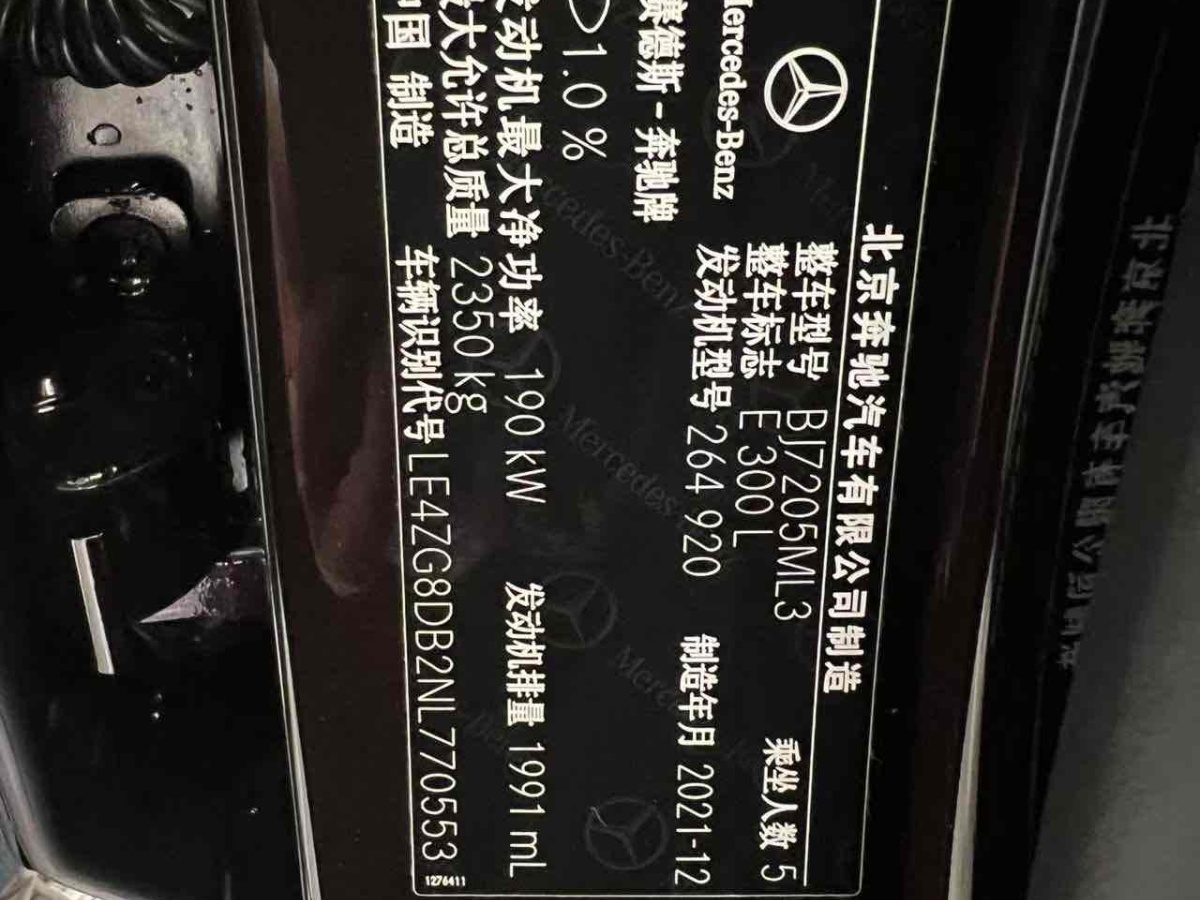 北京奔驰汽车有限公司制造
Mercedes-Benz
赛德斯-奔驰牌
整车型号 BJ7205ML3
整车标志 E 300 L
乘坐人数 5
发动机型号 264 920
制造年月 2021-12
1.0 %
发动机最大净功率 190 kW
发动机排量 1991 mL
大允许总质量 2350 kg
中国 制造
车辆识别代号 LE4ZG8DB2NL770553
1276411